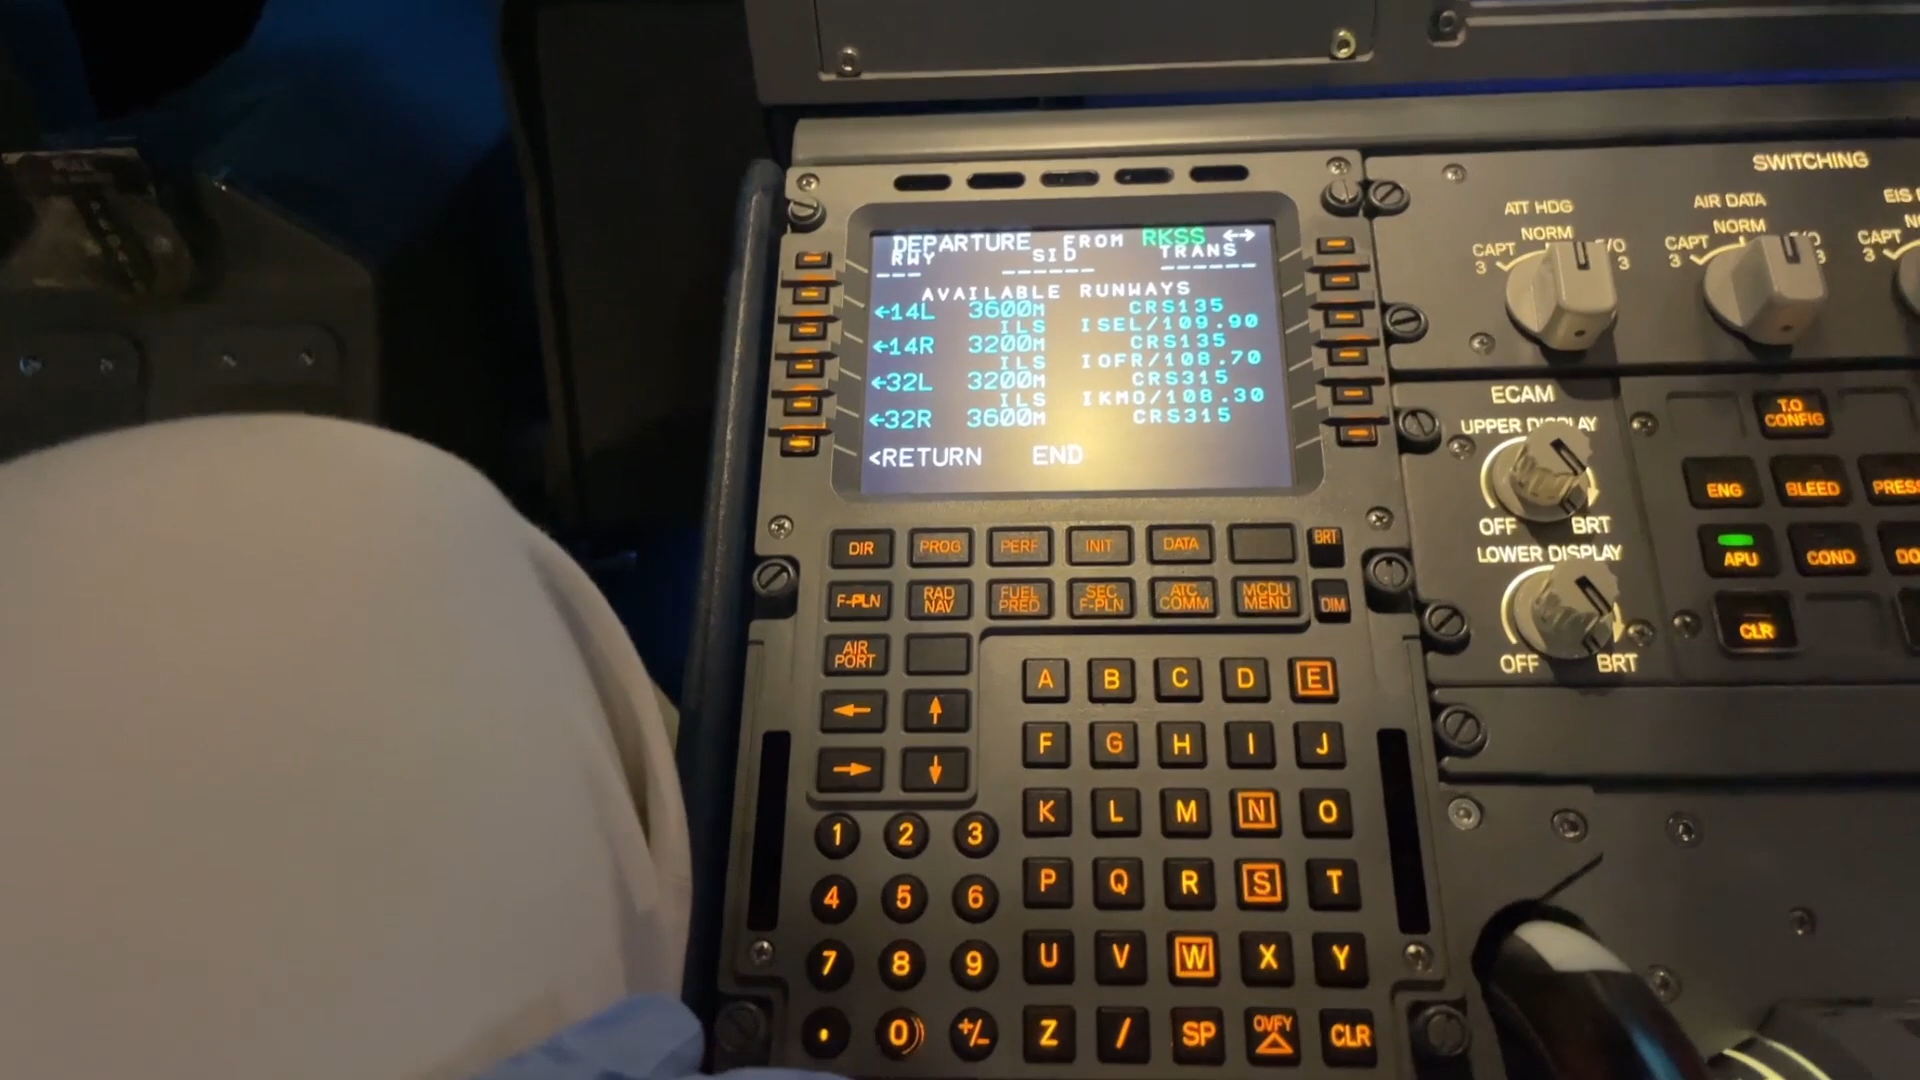 PULL
DEPARTURE FROM RKSS ↔
RWY SID TRANS
--- ------ ------
AVAILABLE RUNWAYS
←14L 3600M CRS135
ILS ISEL/109.90
←14R 3200M CRS135
ILS IOFR/108.70
←32L 3200M CRS315
ILS IKMO/108.30
←32R 3600M CRS315
<RETURN END
DIR PROG PERF INIT DATA BRT
F-PLN RAD NAV FUEL PRED SEC F-PLN ATC COMM MCDU MENU DIM
AIR PORT
← ↑
→ ↓
A B C D E
F G H I J
K L M N O
1 2 3
P Q R S T
4 5 6
U V W X Y
7 8 9
Z / SP OVFY △ CLR
. 0 +/-
SWITCHING
ATT HDG AIR DATA EIS
NORM NORM
CAPT 3 F/O 3 CAPT 3 3 CAPT 3
ECAM
UPPER DISPLAY
OFF BRT
LOWER DISPLAY
OFF BRT
T.O CONFIG
ENG BLEED PRESS
APU COND DO
CLR